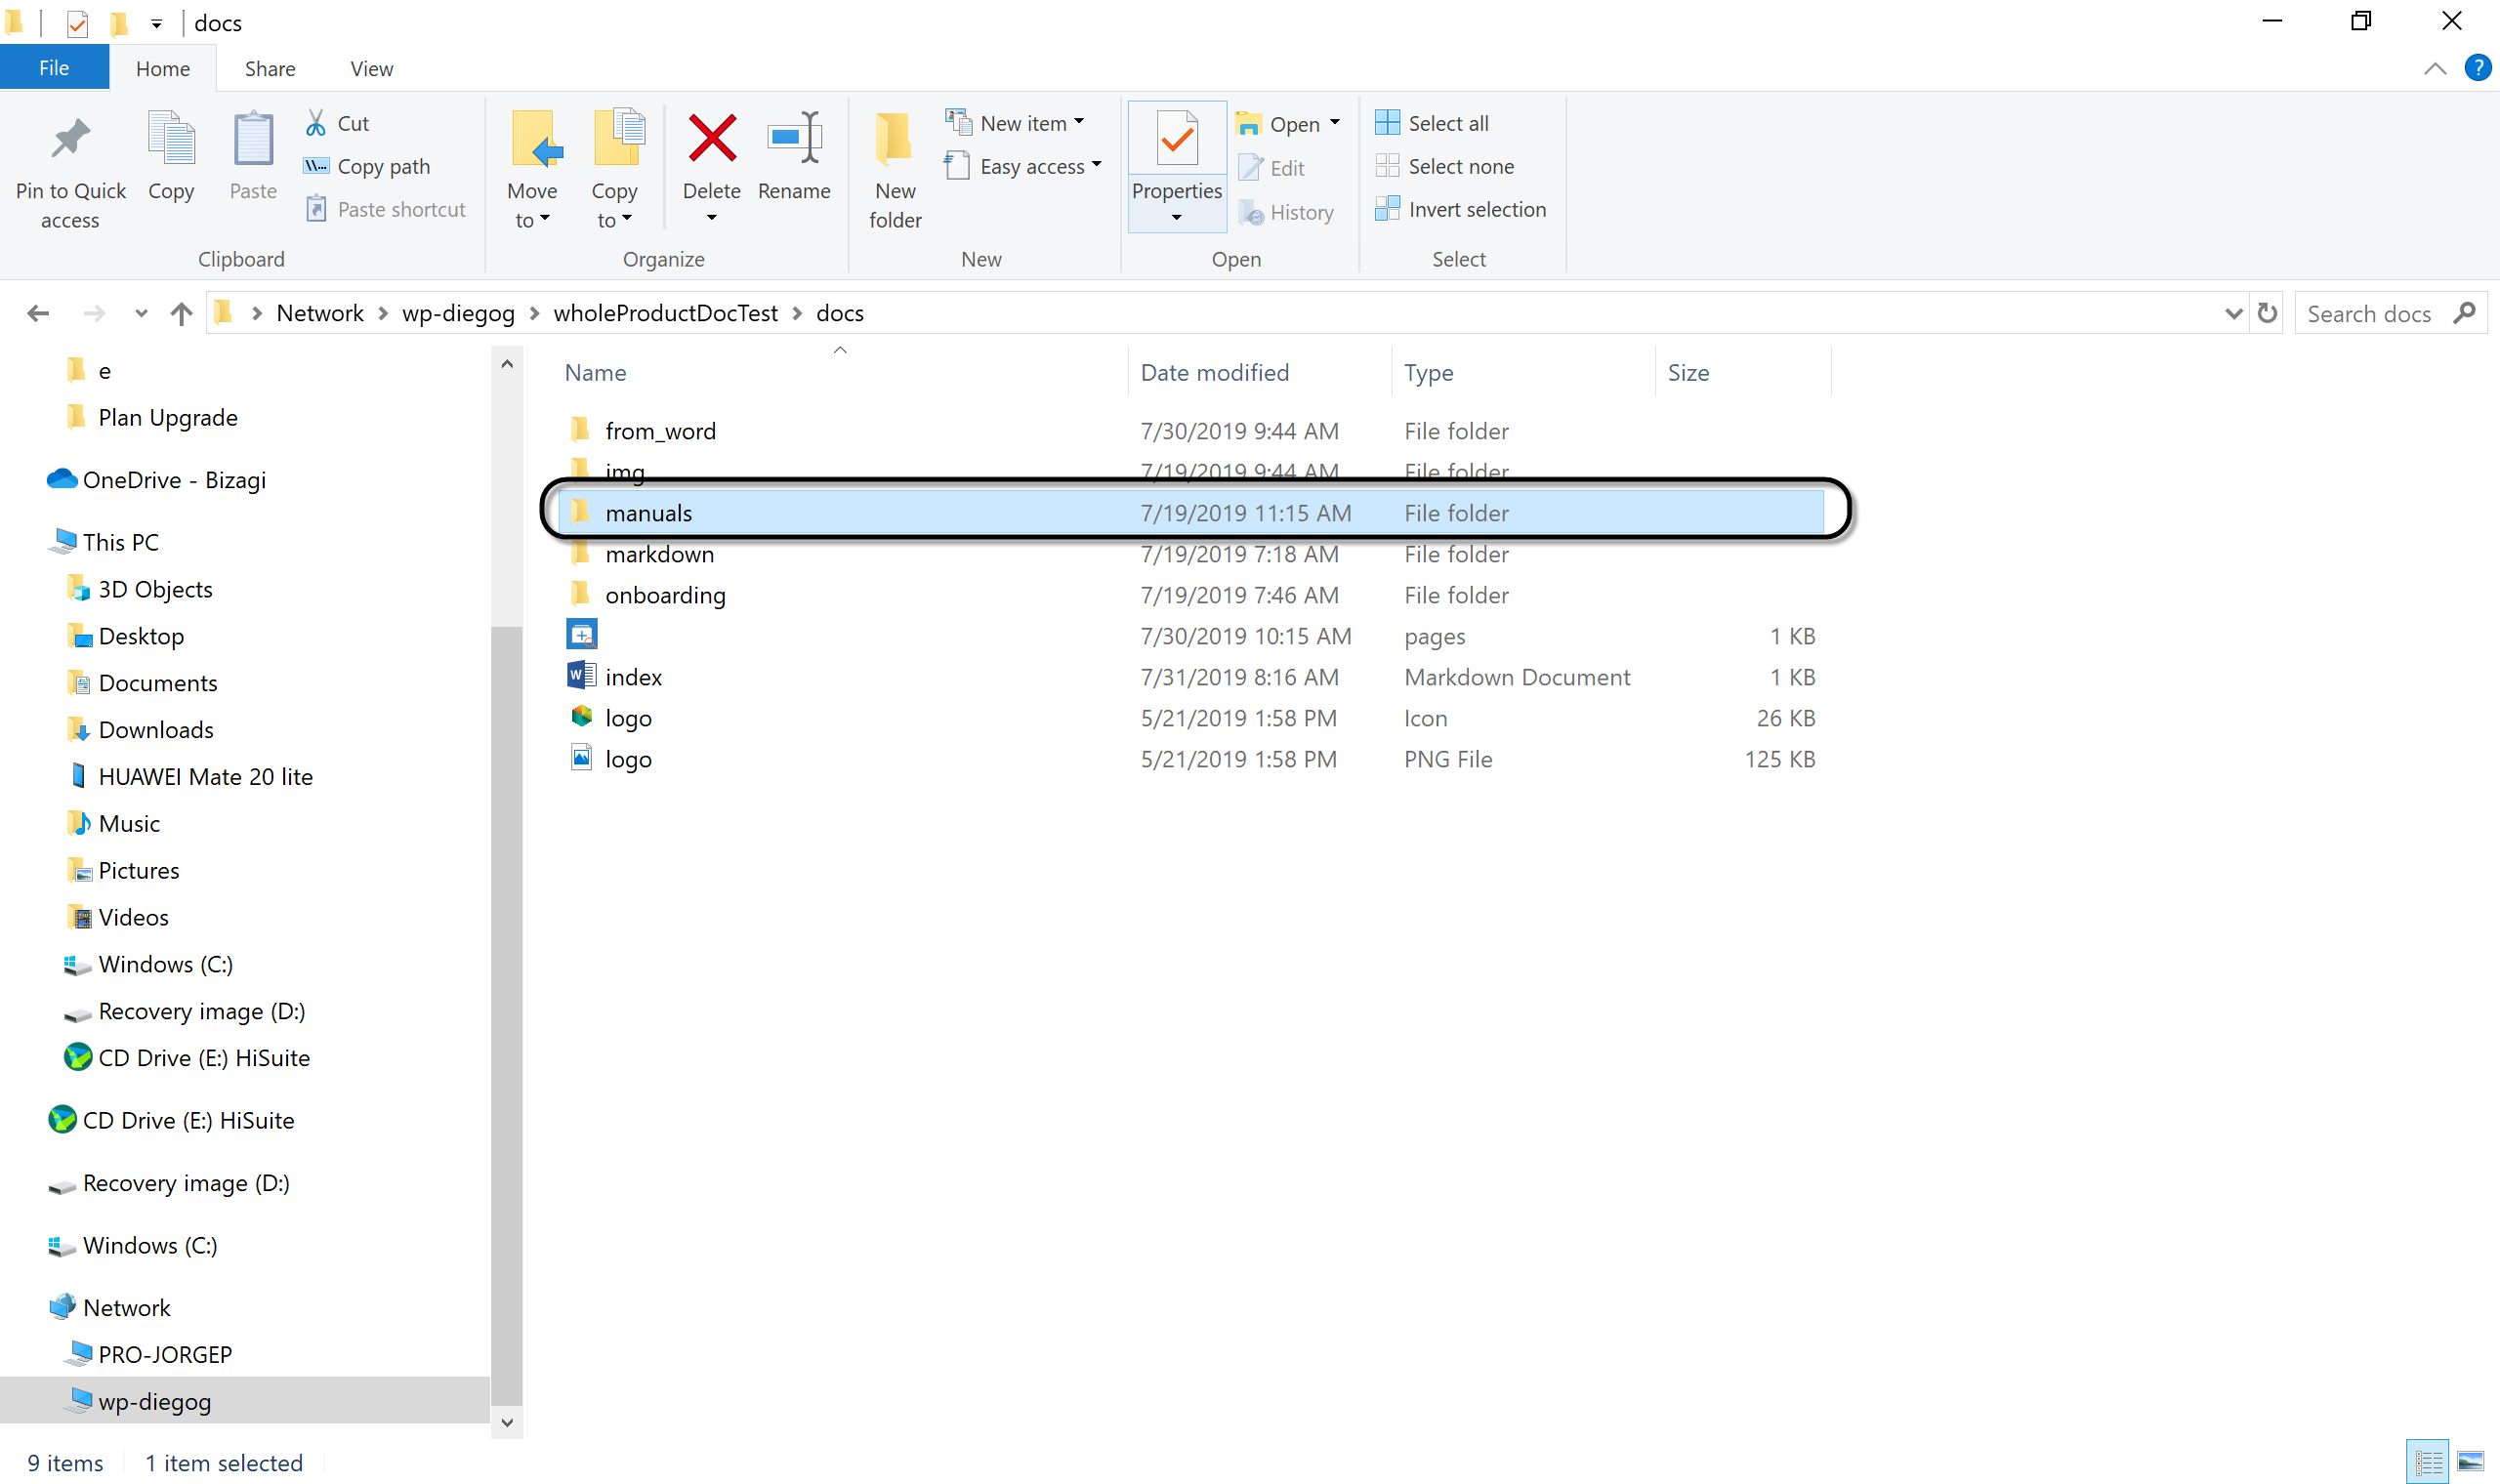 docs
File Home Share View
Pin to Quick access
Copy
Paste
Cut
Copy path
Paste shortcut
Clipboard
Move to
Copy to
Delete
Rename
Organize
New folder
New item
Easy access
New
Properties
Open
Edit
History
Open
Select all
Select none
Invert selection
Select
Network wp-diegog wholeProductDocTest docs
Search docs
e
Plan Upgrade
OneDrive - Bizagi
This PC
3D Objects
Desktop
Documents
Downloads
HUAWEI Mate 20 lite
Music
Pictures
Videos
Windows (C:)
Recovery image (D:)
CD Drive (E:) HiSuite
CD Drive (E:) HiSuite
Recovery image (D:)
Windows (C:)
Network
PRO-JORGEP
wp-diegog
Name Date modified Type Size
from_word 7/30/2019 9:44 AM File folder
img 7/19/2019 9:44 AM File folder
manuals 7/19/2019 11:15 AM File folder
markdown 7/19/2019 7:18 AM File folder
onboarding 7/19/2019 7:46 AM File folder
7/30/2019 10:15 AM pages 1 KB
index 7/31/2019 8:16 AM Markdown Document 1 KB
logo 5/21/2019 1:58 PM Icon 26 KB
logo 5/21/2019 1:58 PM PNG File 125 KB
9 items 1 item selected